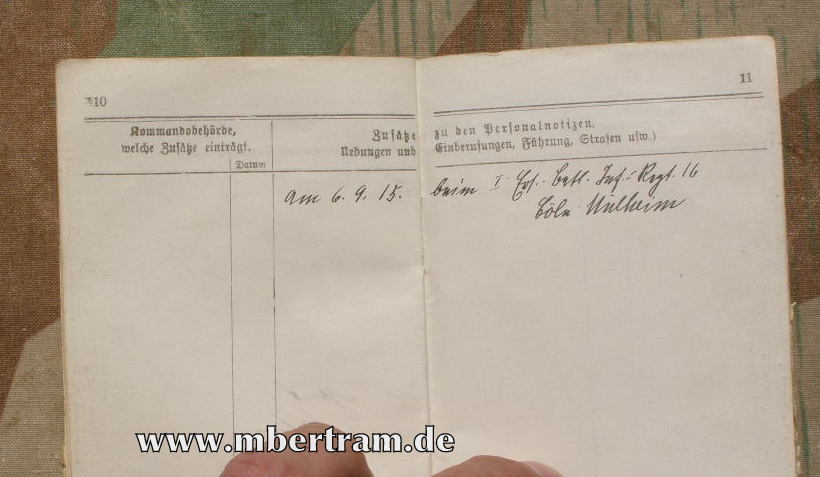 10
Kommandobehörde,
welche Zusätze einträgt.
Datum
Zusätze zu den Personalnotizen.
Uebungen und Einberufungen, Führung, Strafen usw.)
11
am 6. 9. 15. beim I Ers. Batl. Inf. Regt. 16
Cöln Mülheim
www.mbertram.de